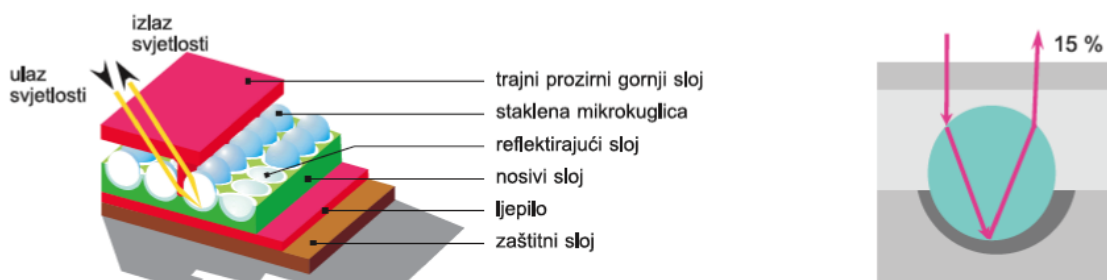 izlaz
svjetlosti
ulaz
svjetlosti
trajni prozirni gornji sloj
staklena mikrokuglica
reflektirajući sloj
nosivi sloj
ljepilo
zaštitni sloj
15 %